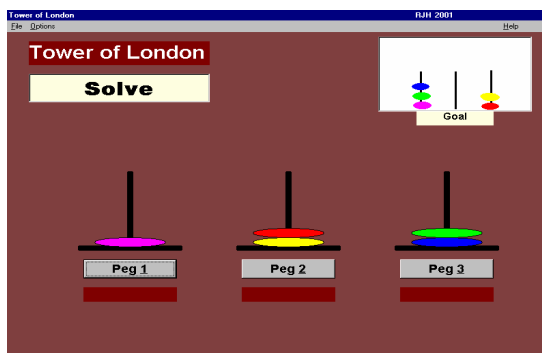 Tower of London RJH 2001
File Options Help
Tower of London
Solve
Goal
Peg 1
Peg 2
Peg 3